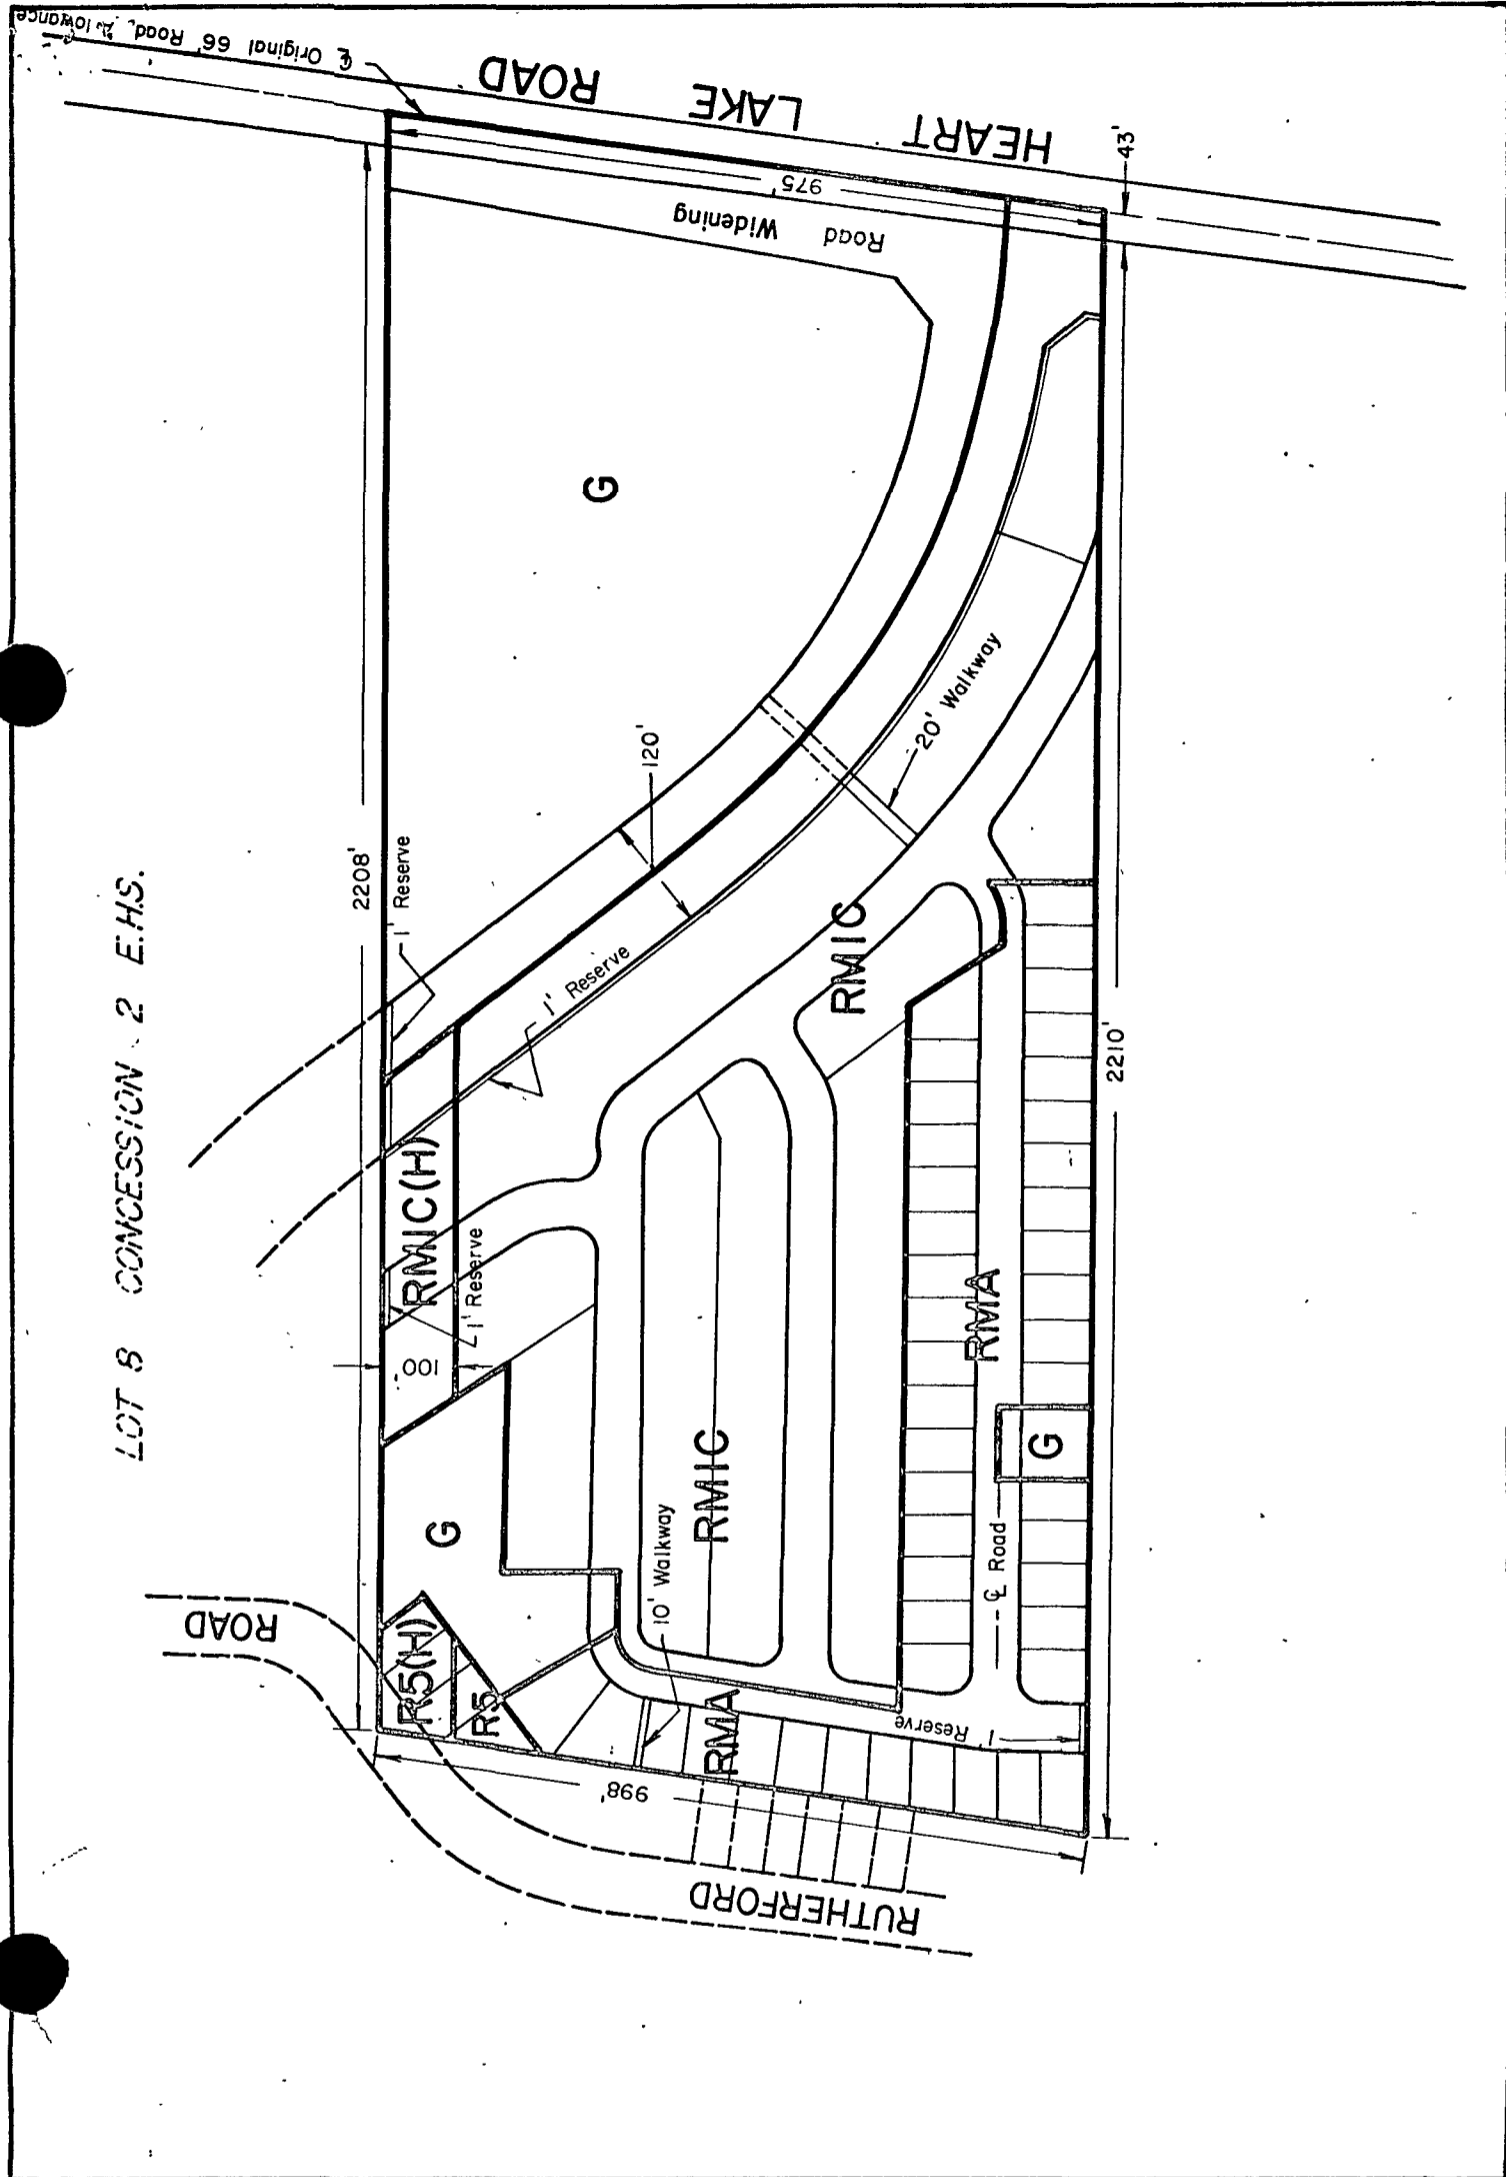 LOT 8 CONCESSION 2 E.H.S.
℄ Original 66' Road Allowance
HEART LAKE ROAD
975'
43'
Road Widening
G
2208'
1' Reserve
120'
1' Reserve
20' Walkway
RMIC(H)
1' Reserve
100'
RMIC
RMIC
2210'
RMA
G
℄ Road
G
10' Walkway
R5(H)
R5
RMA
1' Reserve
998'
RUTHERFORD ROAD